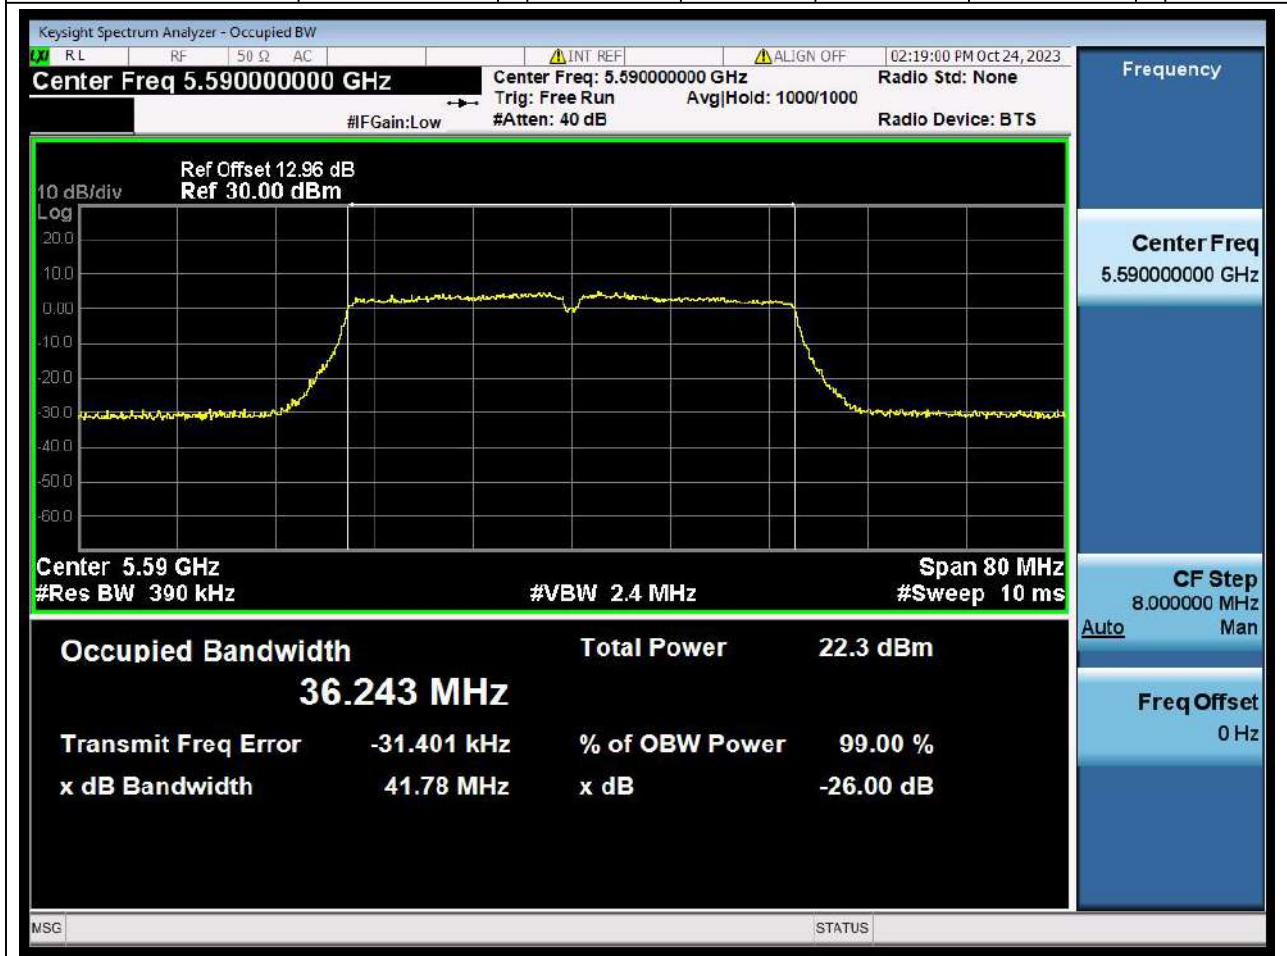 Keysight Spectrum Analyzer - Occupied BW
LXI RL RF 50 Ω AC INT REF ALIGN OFF 02:19:00 PM Oct 24, 2023
Center Freq 5.590000000 GHz
Center Freq: 5.590000000 GHz Radio Std: None
Trig: Free Run Avg|Hold: 1000/1000
#IFGain:Low #Atten: 40 dB Radio Device: BTS
Ref Offset 12.96 dB
10 dB/div Ref 30.00 dBm
Log
20.0
10.0
0.00
-10.0
-20.0
-30.0
-40.0
-50.0
-60.0
Center 5.59 GHz Span 80 MHz
#Res BW 390 kHz #VBW 2.4 MHz #Sweep 10 ms
Occupied Bandwidth Total Power 22.3 dBm
36.243 MHz
Transmit Freq Error -31.401 kHz % of OBW Power 99.00 %
x dB Bandwidth 41.78 MHz x dB -26.00 dB
MSG STATUS
Frequency
Center Freq
5.590000000 GHz
CF Step
8.000000 MHz
Auto Man
Freq Offset
0 Hz